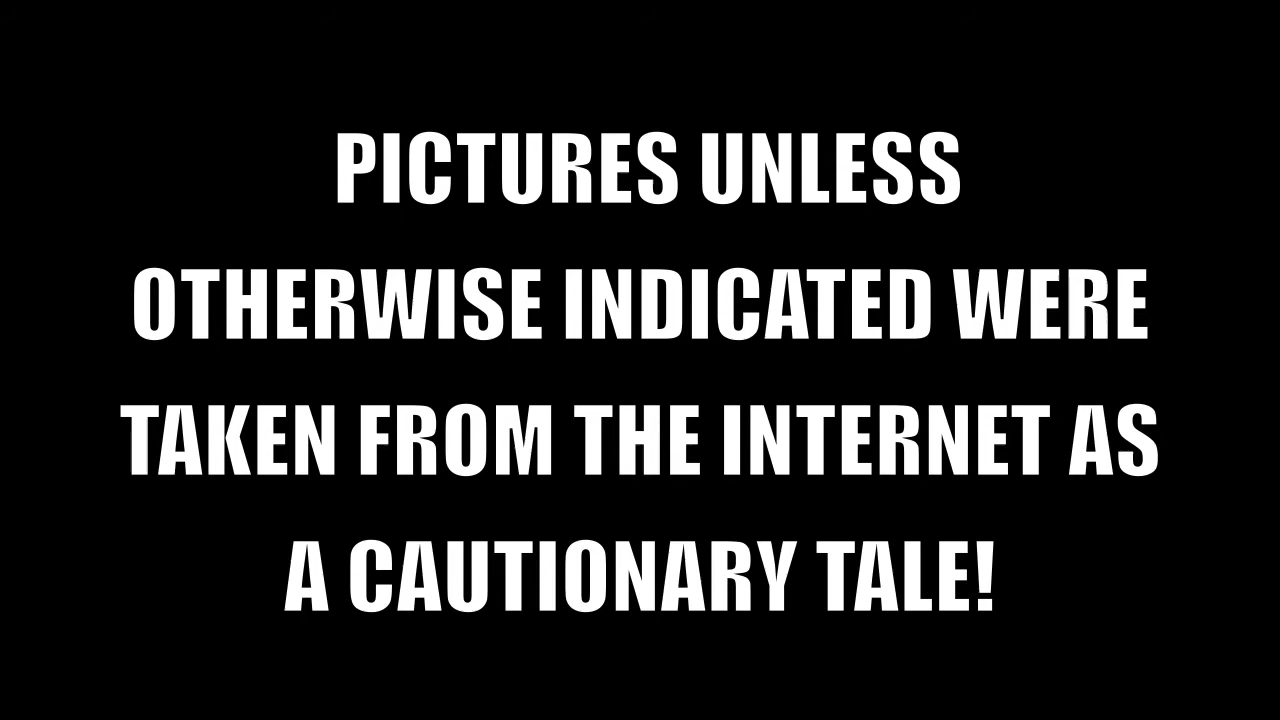 PICTURES UNLESS
OTHERWISE INDICATED WERE
TAKEN FROM THE INTERNET AS
A CAUTIONARY TALE!